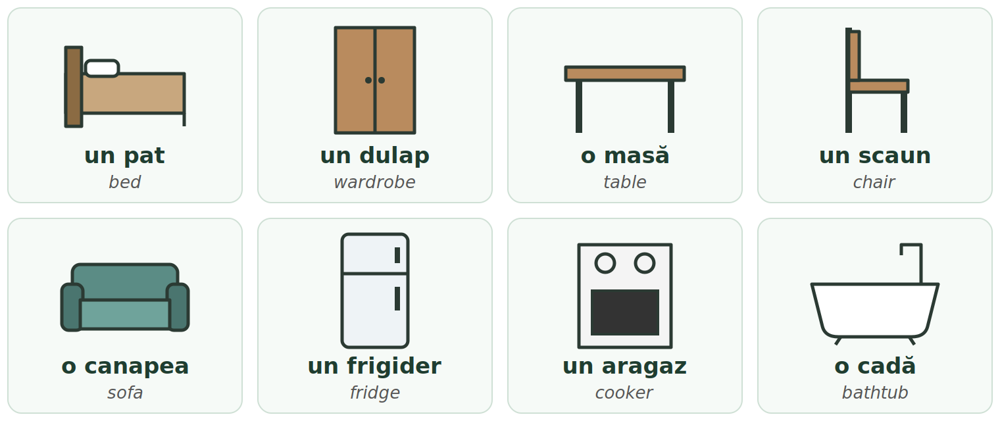 un pat
bed
un dulap
wardrobe
o masă
table
un scaun
chair
o canapea
sofa
un frigider
fridge
un aragaz
cooker
o cadă
bathtub